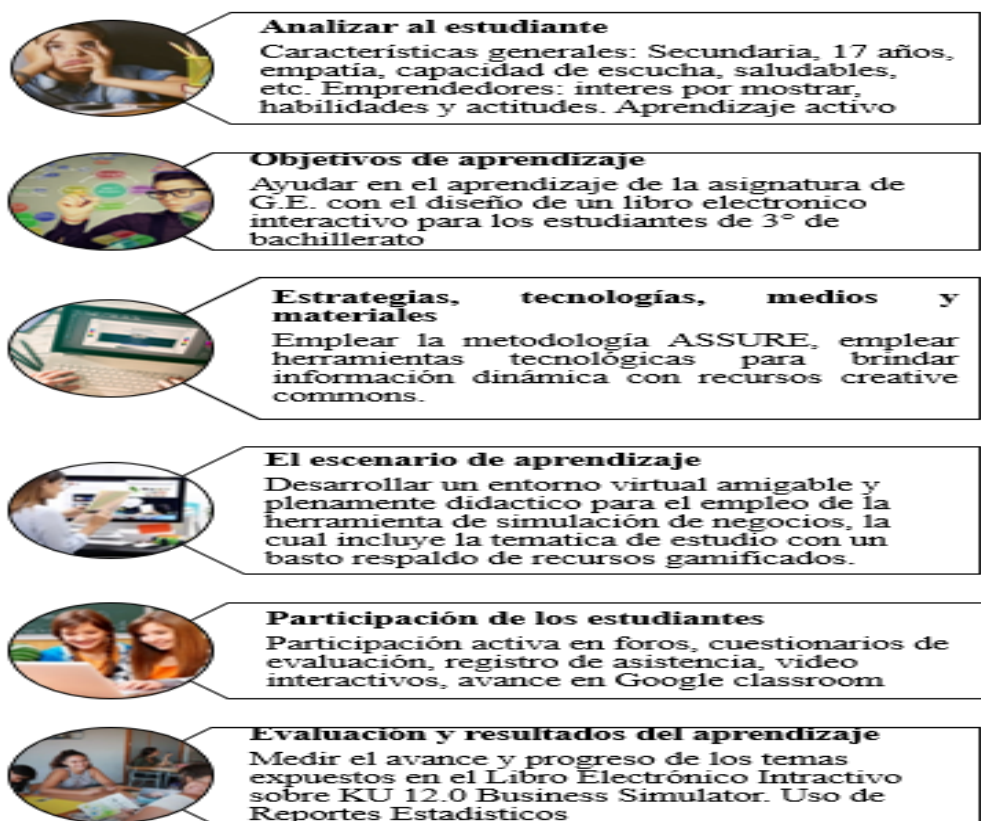 Analizar al estudiante
Características generales: Secundaria, 17 años,
empatía, capacidad de escucha, saludables,
etc. Emprendedores: interes por mostrar,
habilidades y actitudes. Aprendizaje activo
Objetivos de aprendizaje
Ayudar en el aprendizaje de la asignatura de
G.E. con el diseño de un libro electronico
interactivo para los estudiantes de 3° de
bachillerato
Estrategias, tecnologías, medios y
materiales
Emplear la metodología ASSURE, emplear
herramientas tecnológicas para brindar
información dinámica con recursos creative
commons.
El escenario de aprendizaje
Desarrollar un entorno virtual amigable y
plenamente didactico para el empleo de la
herramienta de simulación de negocios, la
cual incluye la tematica de estudio con un
basto respaldo de recursos gamificados.
Participación de los estudiantes
Participación activa en foros, cuestionarios de
evaluación, registro de asistencia, video
interactivos, avance en Google classroom
Evaluación y resultados del aprendizaje
Medir el avance y progreso de los temas
expuestos en el Libro Electrónico Intractivo
sobre KU 12.0 Business Simulator. Uso de
Reportes Estadisticos